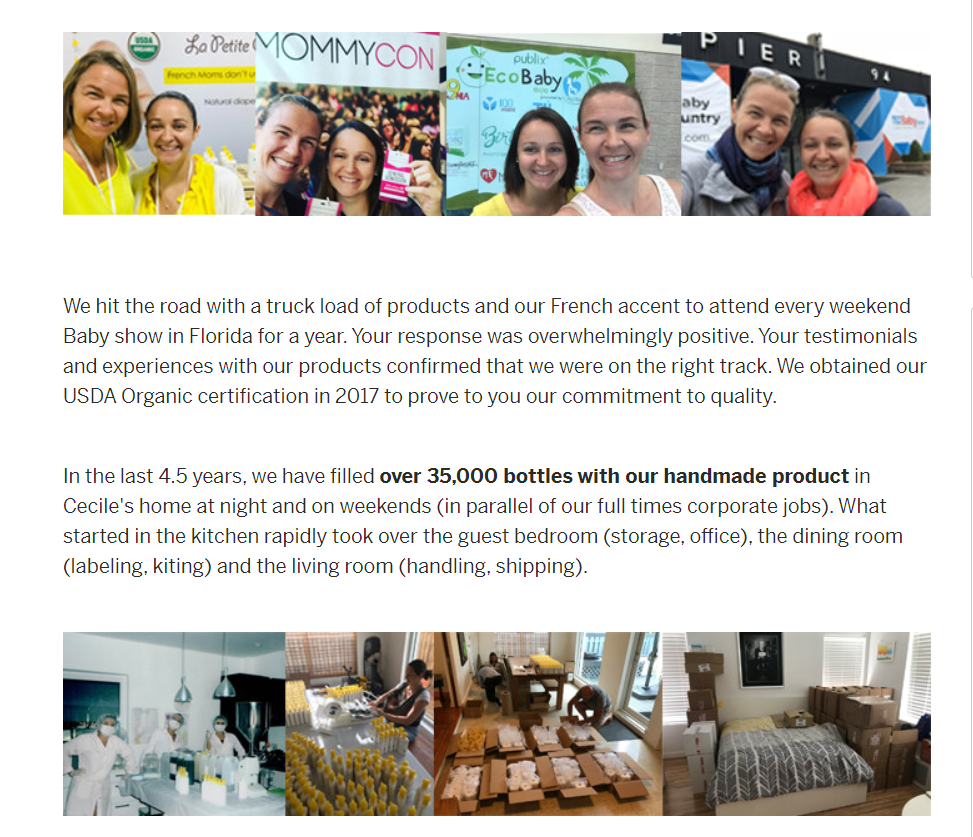 USDA
ORGANIC
La Petite
French Moms don't u
Natural diape
MOMMYCON
publix
EcoBaby
100
PIER
94
aby
untry
.com
We hit the road with a truck load of products and our French accent to attend every weekend
Baby show in Florida for a year. Your response was overwhelmingly positive. Your testimonials
and experiences with our products confirmed that we were on the right track. We obtained our
USDA Organic certification in 2017 to prove to you our commitment to quality.
In the last 4.5 years, we have filled over 35,000 bottles with our handmade product in
Cecile's home at night and on weekends (in parallel of our full times corporate jobs). What
started in the kitchen rapidly took over the guest bedroom (storage, office), the dining room
(labeling, kiting) and the living room (handling, shipping).